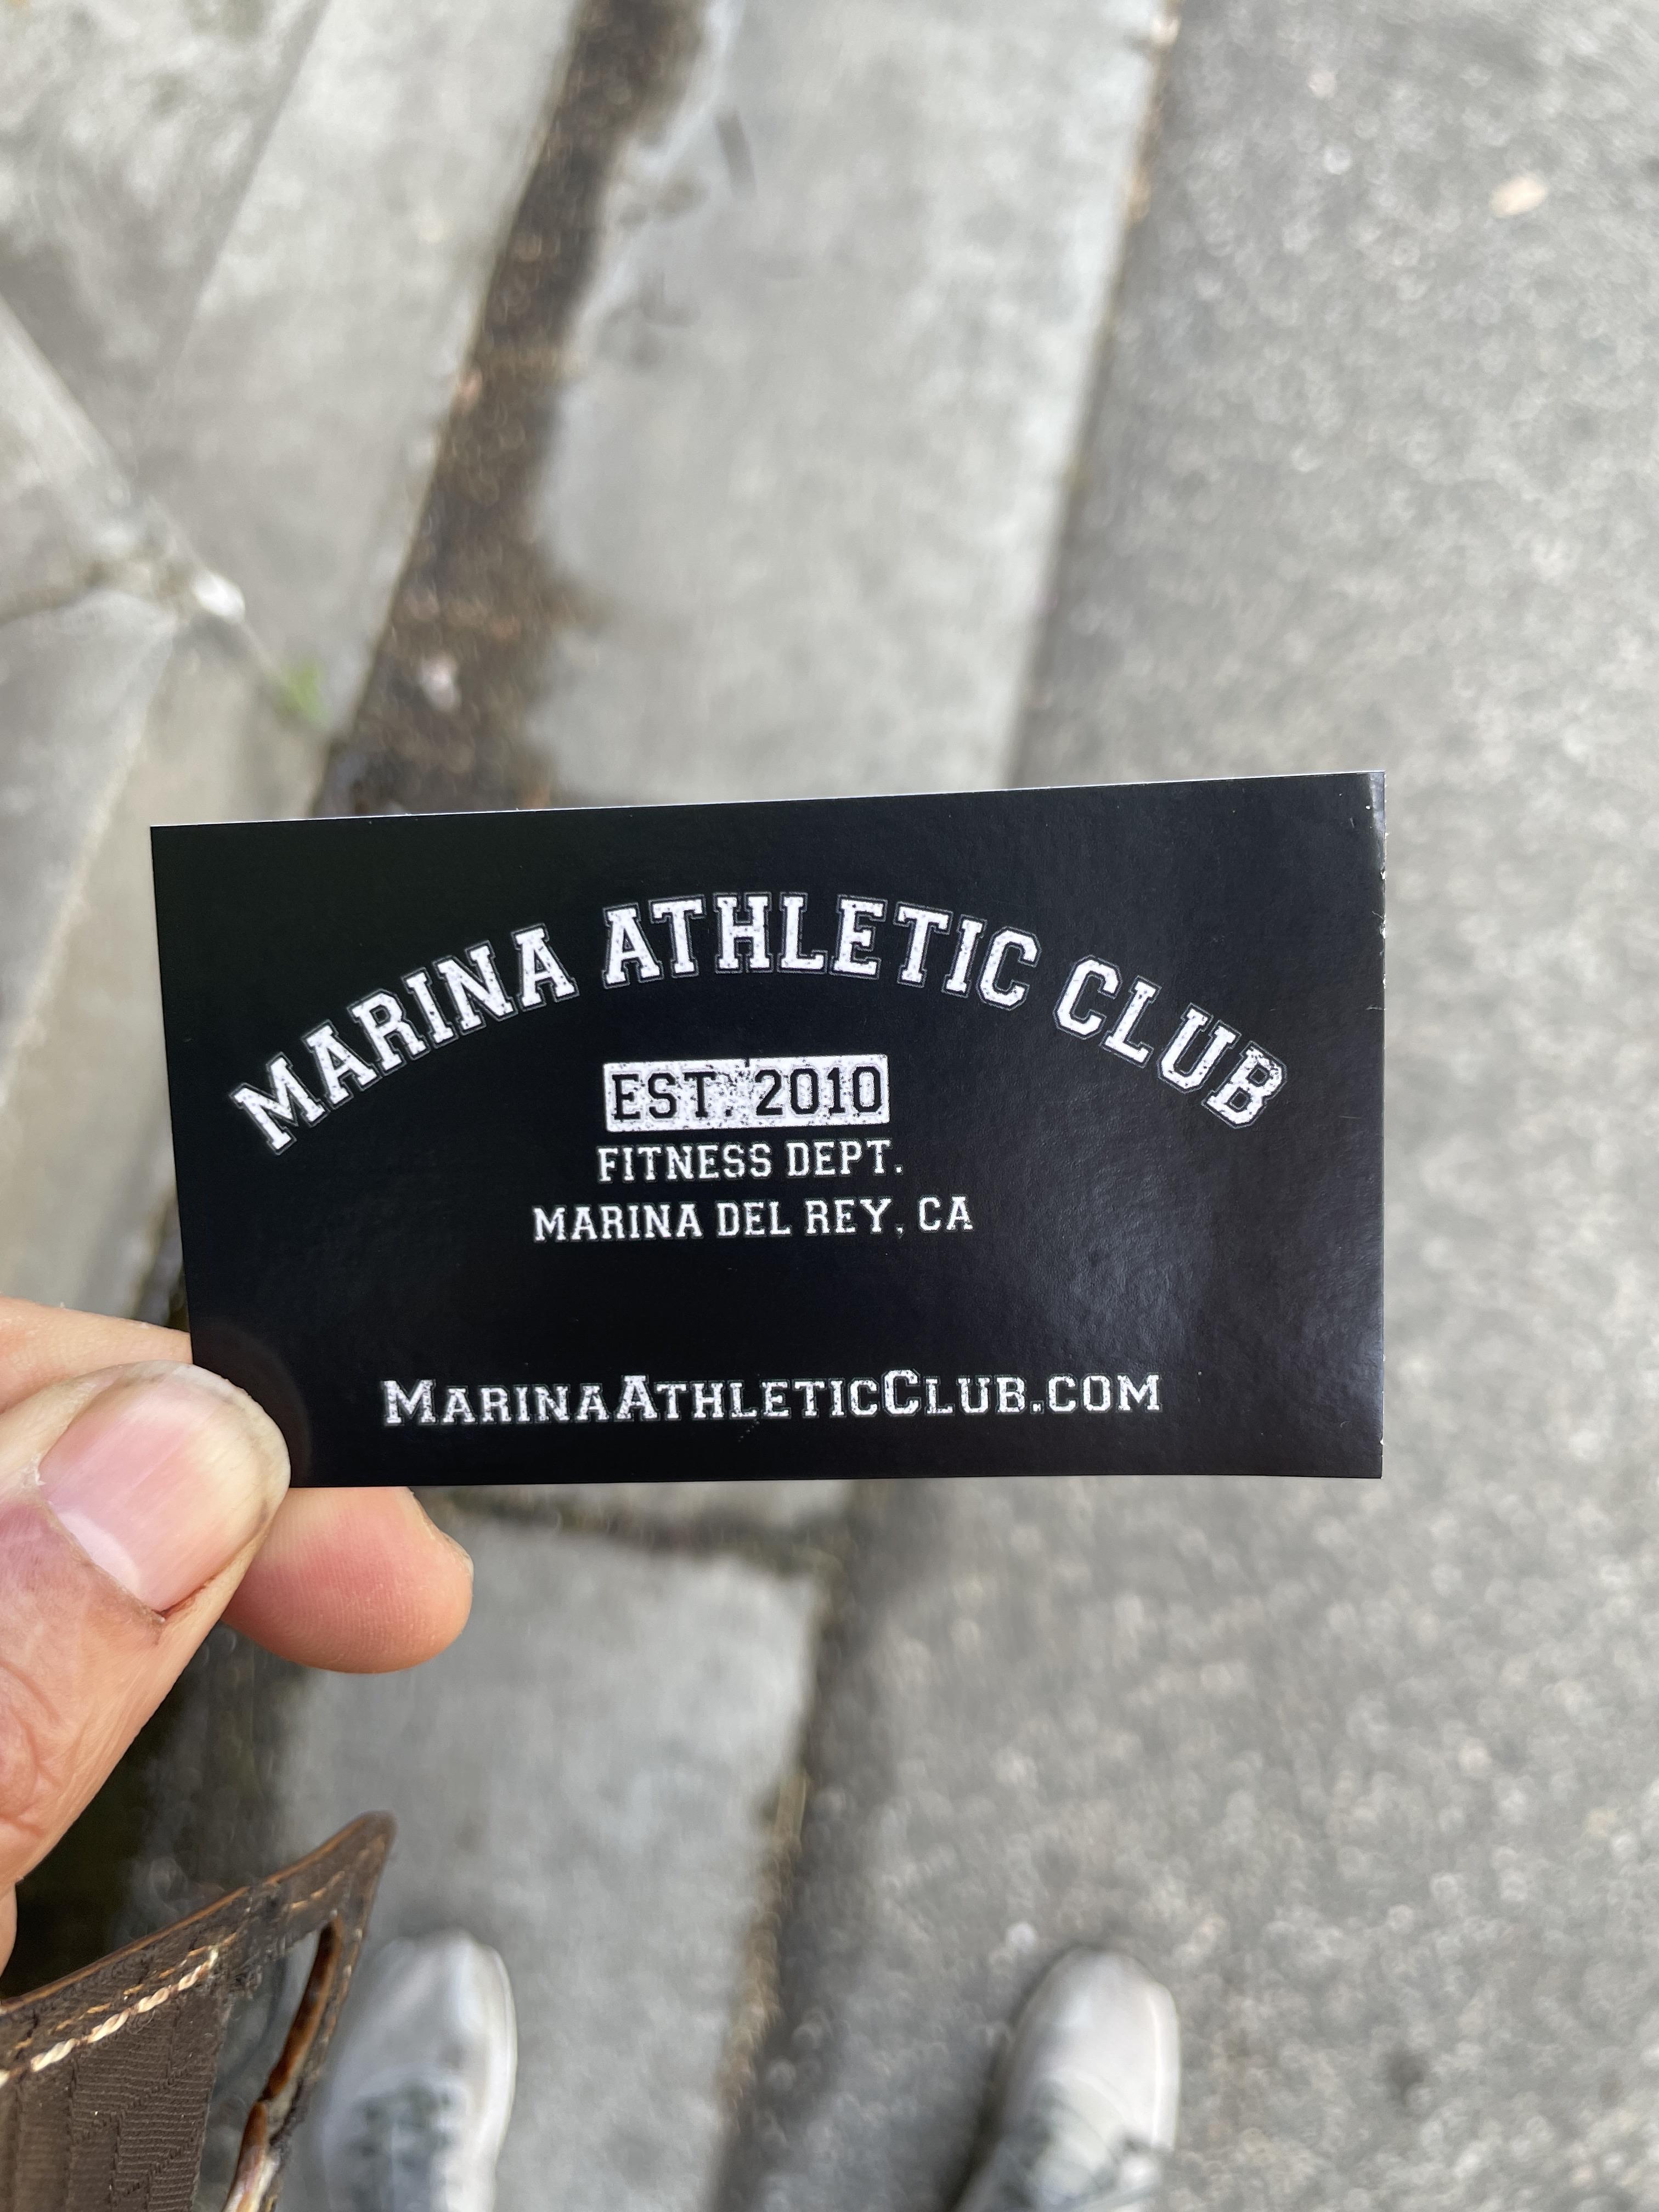 MARINA ATHLETIC CLUB
EST. 2010
FITNESS DEPT.
MARINA DEL REY, CA
MARINAATHLETICCLUB.COM